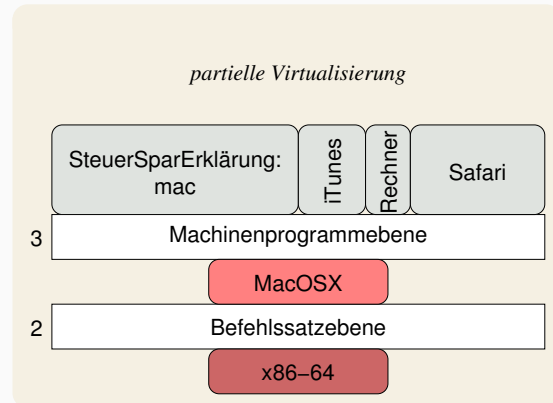 partielle Virtualisierung
SteuerSparErklärung:
mac
iTunes
Rechner
Safari
3
Machinenprogrammebene
MacOSX
2
Befehlssatzebene
x86–64